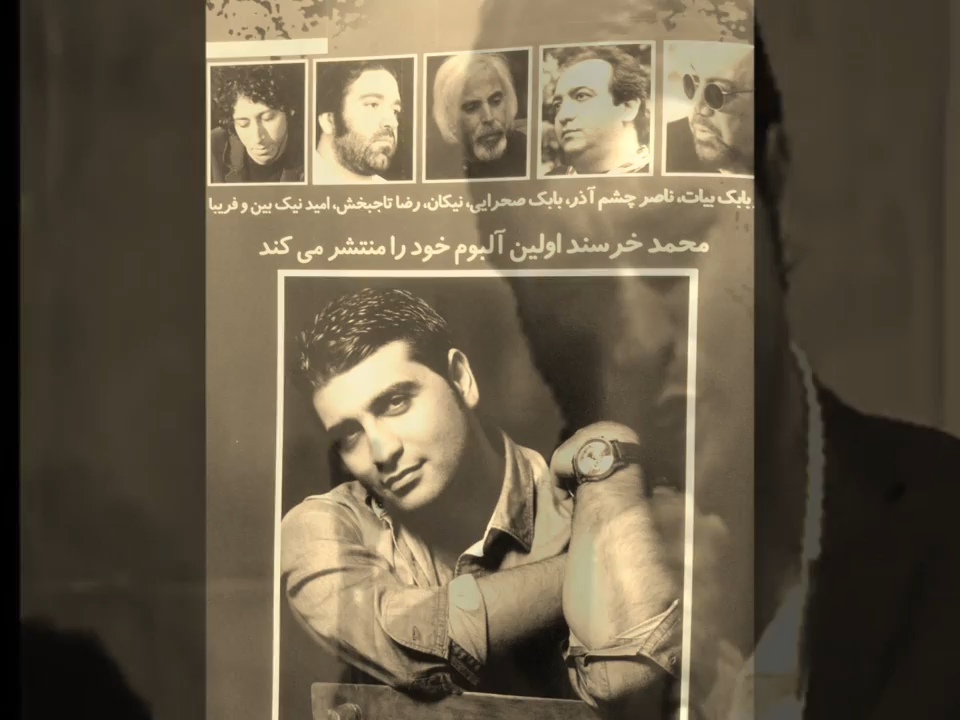 بابک بیات، ناصر چشم آذر، بابک صحرایی، نیکان، رضا تاجبخش، امید نیک بین و فریبا
محمد خرسند اولین آلبوم خود را منتشر می کند